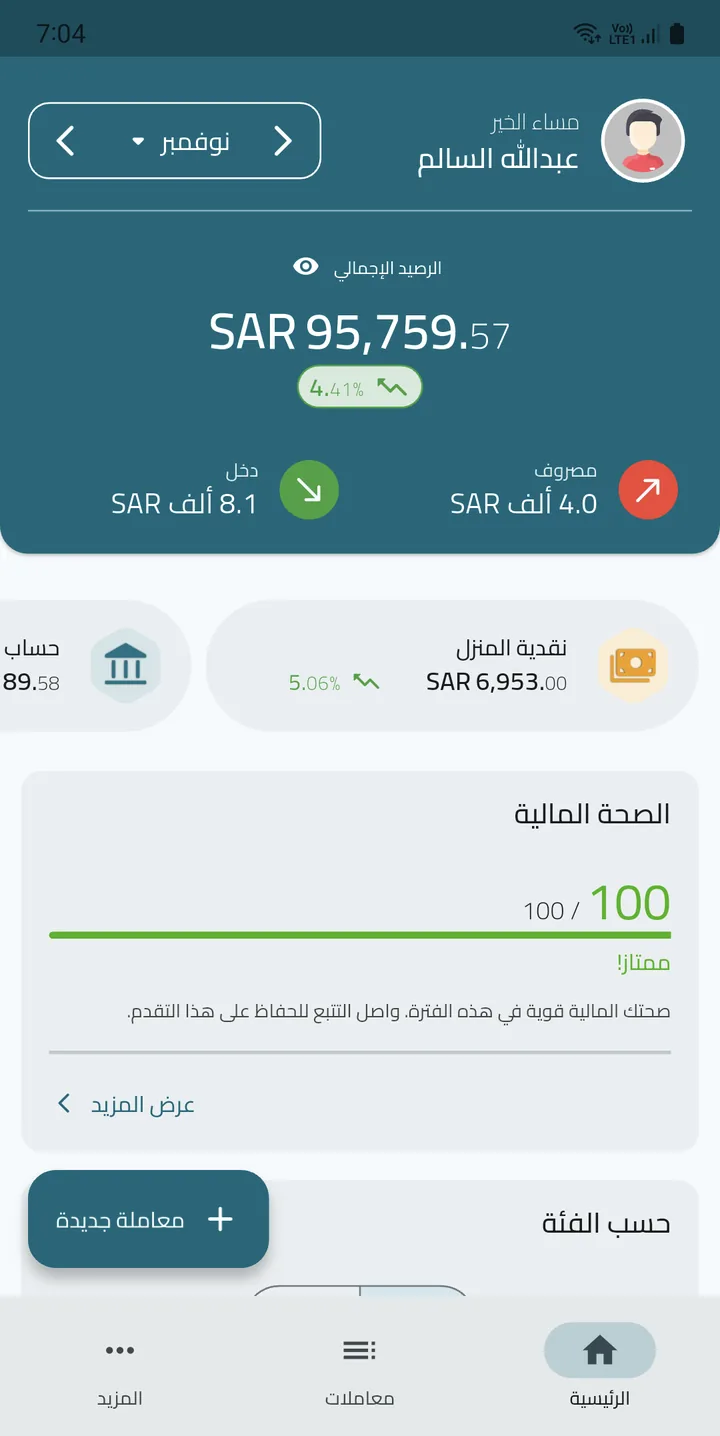 7:04
Vo))
LTE1
مساء الخير
عبدالله السالم
نوفمبر
الرصيد الإجمالي
SAR 95,759.57
4.41%
مصروف
4.0 ألف SAR
دخل
8.1 ألف SAR
نقدية المنزل
SAR 6,953.00
5.06%
حساب
89.58
الصحة المالية
100 / 100
ممتاز!
صحتك المالية قوية في هذه الفترة. واصل التتبع للحفاظ على هذا التقدم.
عرض المزيد
حسب الفئة
معاملة جديدة
الرئيسية
معاملات
المزيد